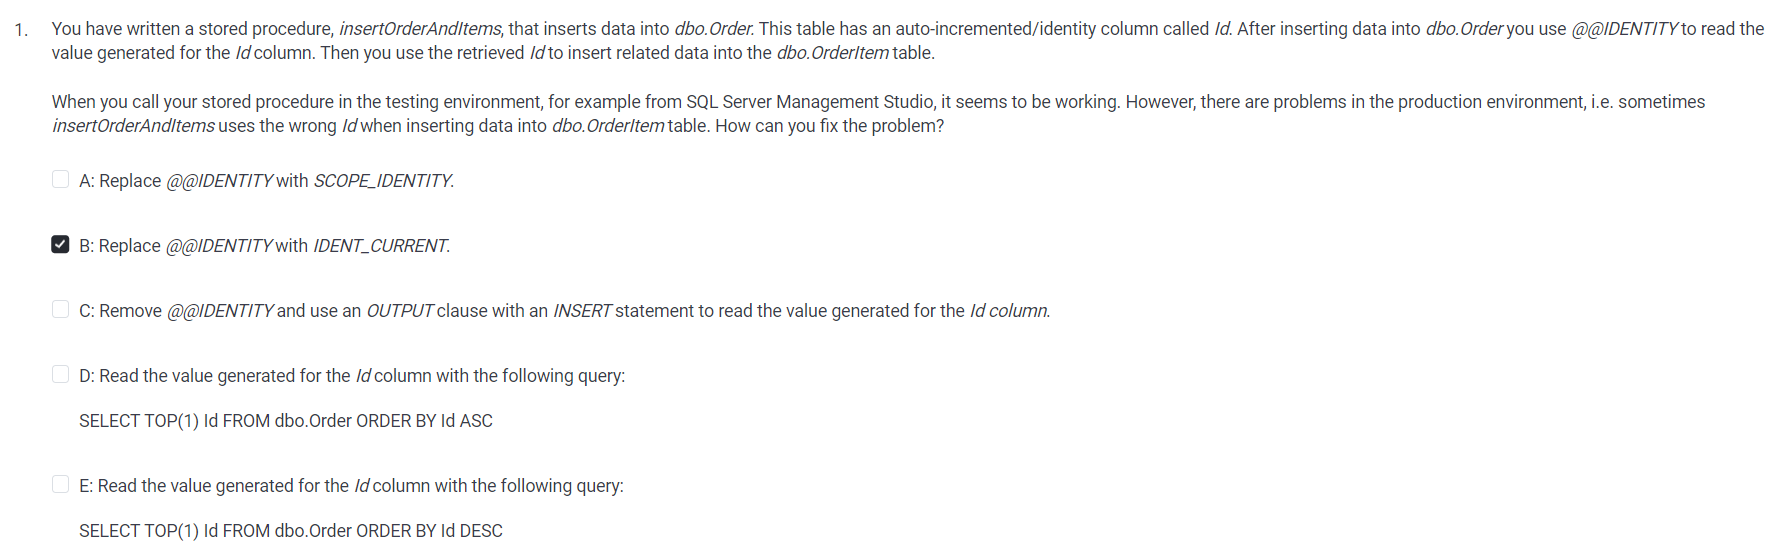 1. You have written a stored procedure, insertOrderAndItems, that inserts data into dbo.Order. This table has an auto-incremented/identity column called Id. After inserting data into dbo.Order you use @@IDENTITY to read the
value generated for the Id column. Then you use the retrieved Id to insert related data into the dbo.OrderItem table.
When you call your stored procedure in the testing environment, for example from SQL Server Management Studio, it seems to be working. However, there are problems in the production environment, i.e. sometimes
insertOrderAndItems uses the wrong Id when inserting data into dbo.OrderItem table. How can you fix the problem?
A: Replace @@IDENTITY with SCOPE_IDENTITY.
B: Replace @@IDENTITY with IDENT_CURRENT.
C: Remove @@IDENTITY and use an OUTPUT clause with an INSERT statement to read the value generated for the Id column.
D: Read the value generated for the Id column with the following query:
SELECT TOP(1) Id FROM dbo.Order ORDER BY Id ASC
E: Read the value generated for the Id column with the following query:
SELECT TOP(1) Id FROM dbo.Order ORDER BY Id DESC